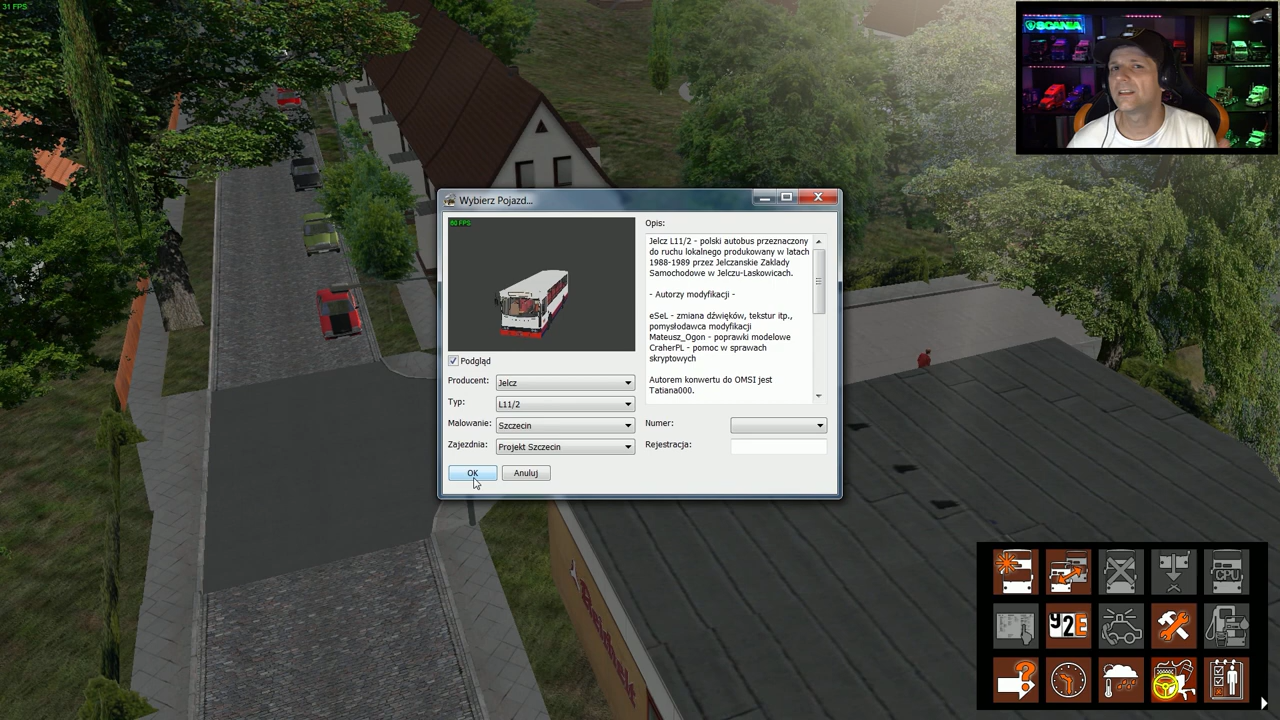 31 FPS
SCANIA
Wybierz Pojazd...
60 FPS
Podgląd
Producent:
Jelcz
Typ:
L11/2
Malowanie:
Szczecin
Zajezdnia:
Projekt Szczecin
OK
Anuluj
Opis:
Jelcz L11/2 - polski autobus przeznaczony
do ruchu lokalnego produkowany w latach
1988-1989 przez Jelczanskie Zaklady
Samochodowe w Jelczu-Laskowicach.
- Autorzy modyfikacji -
eSeL - zmiana dźwięków, tekstur itp.,
pomysłodawca modyfikacji
Mateusz_Ogon - poprawki modelowe
CraherPL - pomoc w sprawach
skryptowych
Autorem konwertu do OMSI jest
Tatiana000.
Numer:
Rejestracja:
CPU
92E